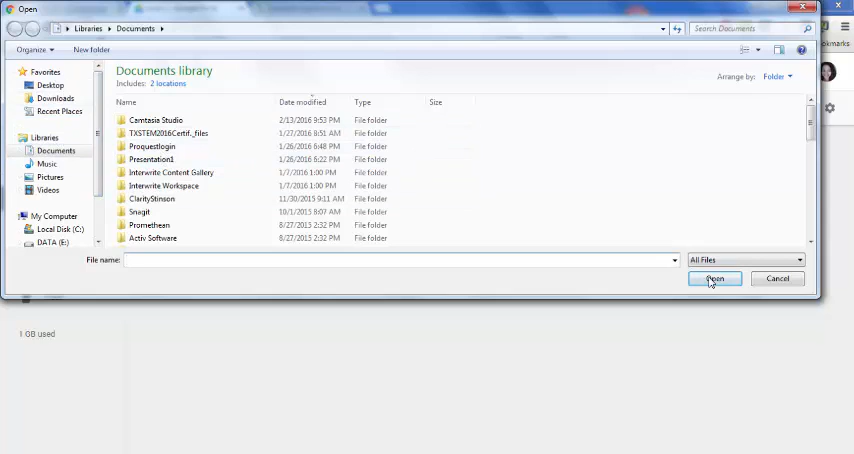 Open
Libraries ▸ Documents ▸
Search Documents
Organize ▾ New folder
okmarks
Favorites
Desktop
Downloads
Recent Places
Libraries
Documents
Music
Pictures
Videos
My Computer
Local Disk (C:)
DATA (E:)
Documents library
Includes: 2 locations
Arrange by: Folder ▾
Name Date modified Type Size
Camtasia Studio 2/13/2016 9:53 PM File folder
TXSTEM2016Certif._files 1/27/2016 8:51 AM File folder
Proquestlogin 1/26/2016 6:48 PM File folder
Presentation1 1/26/2016 6:22 PM File folder
Interwrite Content Gallery 1/7/2016 1:00 PM File folder
Interwrite Workspace 1/7/2016 1:00 PM File folder
ClarityStinson 11/30/2015 9:11 AM File folder
Snagit 10/1/2015 8:07 AM File folder
Promethean 8/27/2015 2:32 PM File folder
Activ Software 8/27/2015 2:32 PM File folder
File name:
All Files
Open Cancel
1 GB used